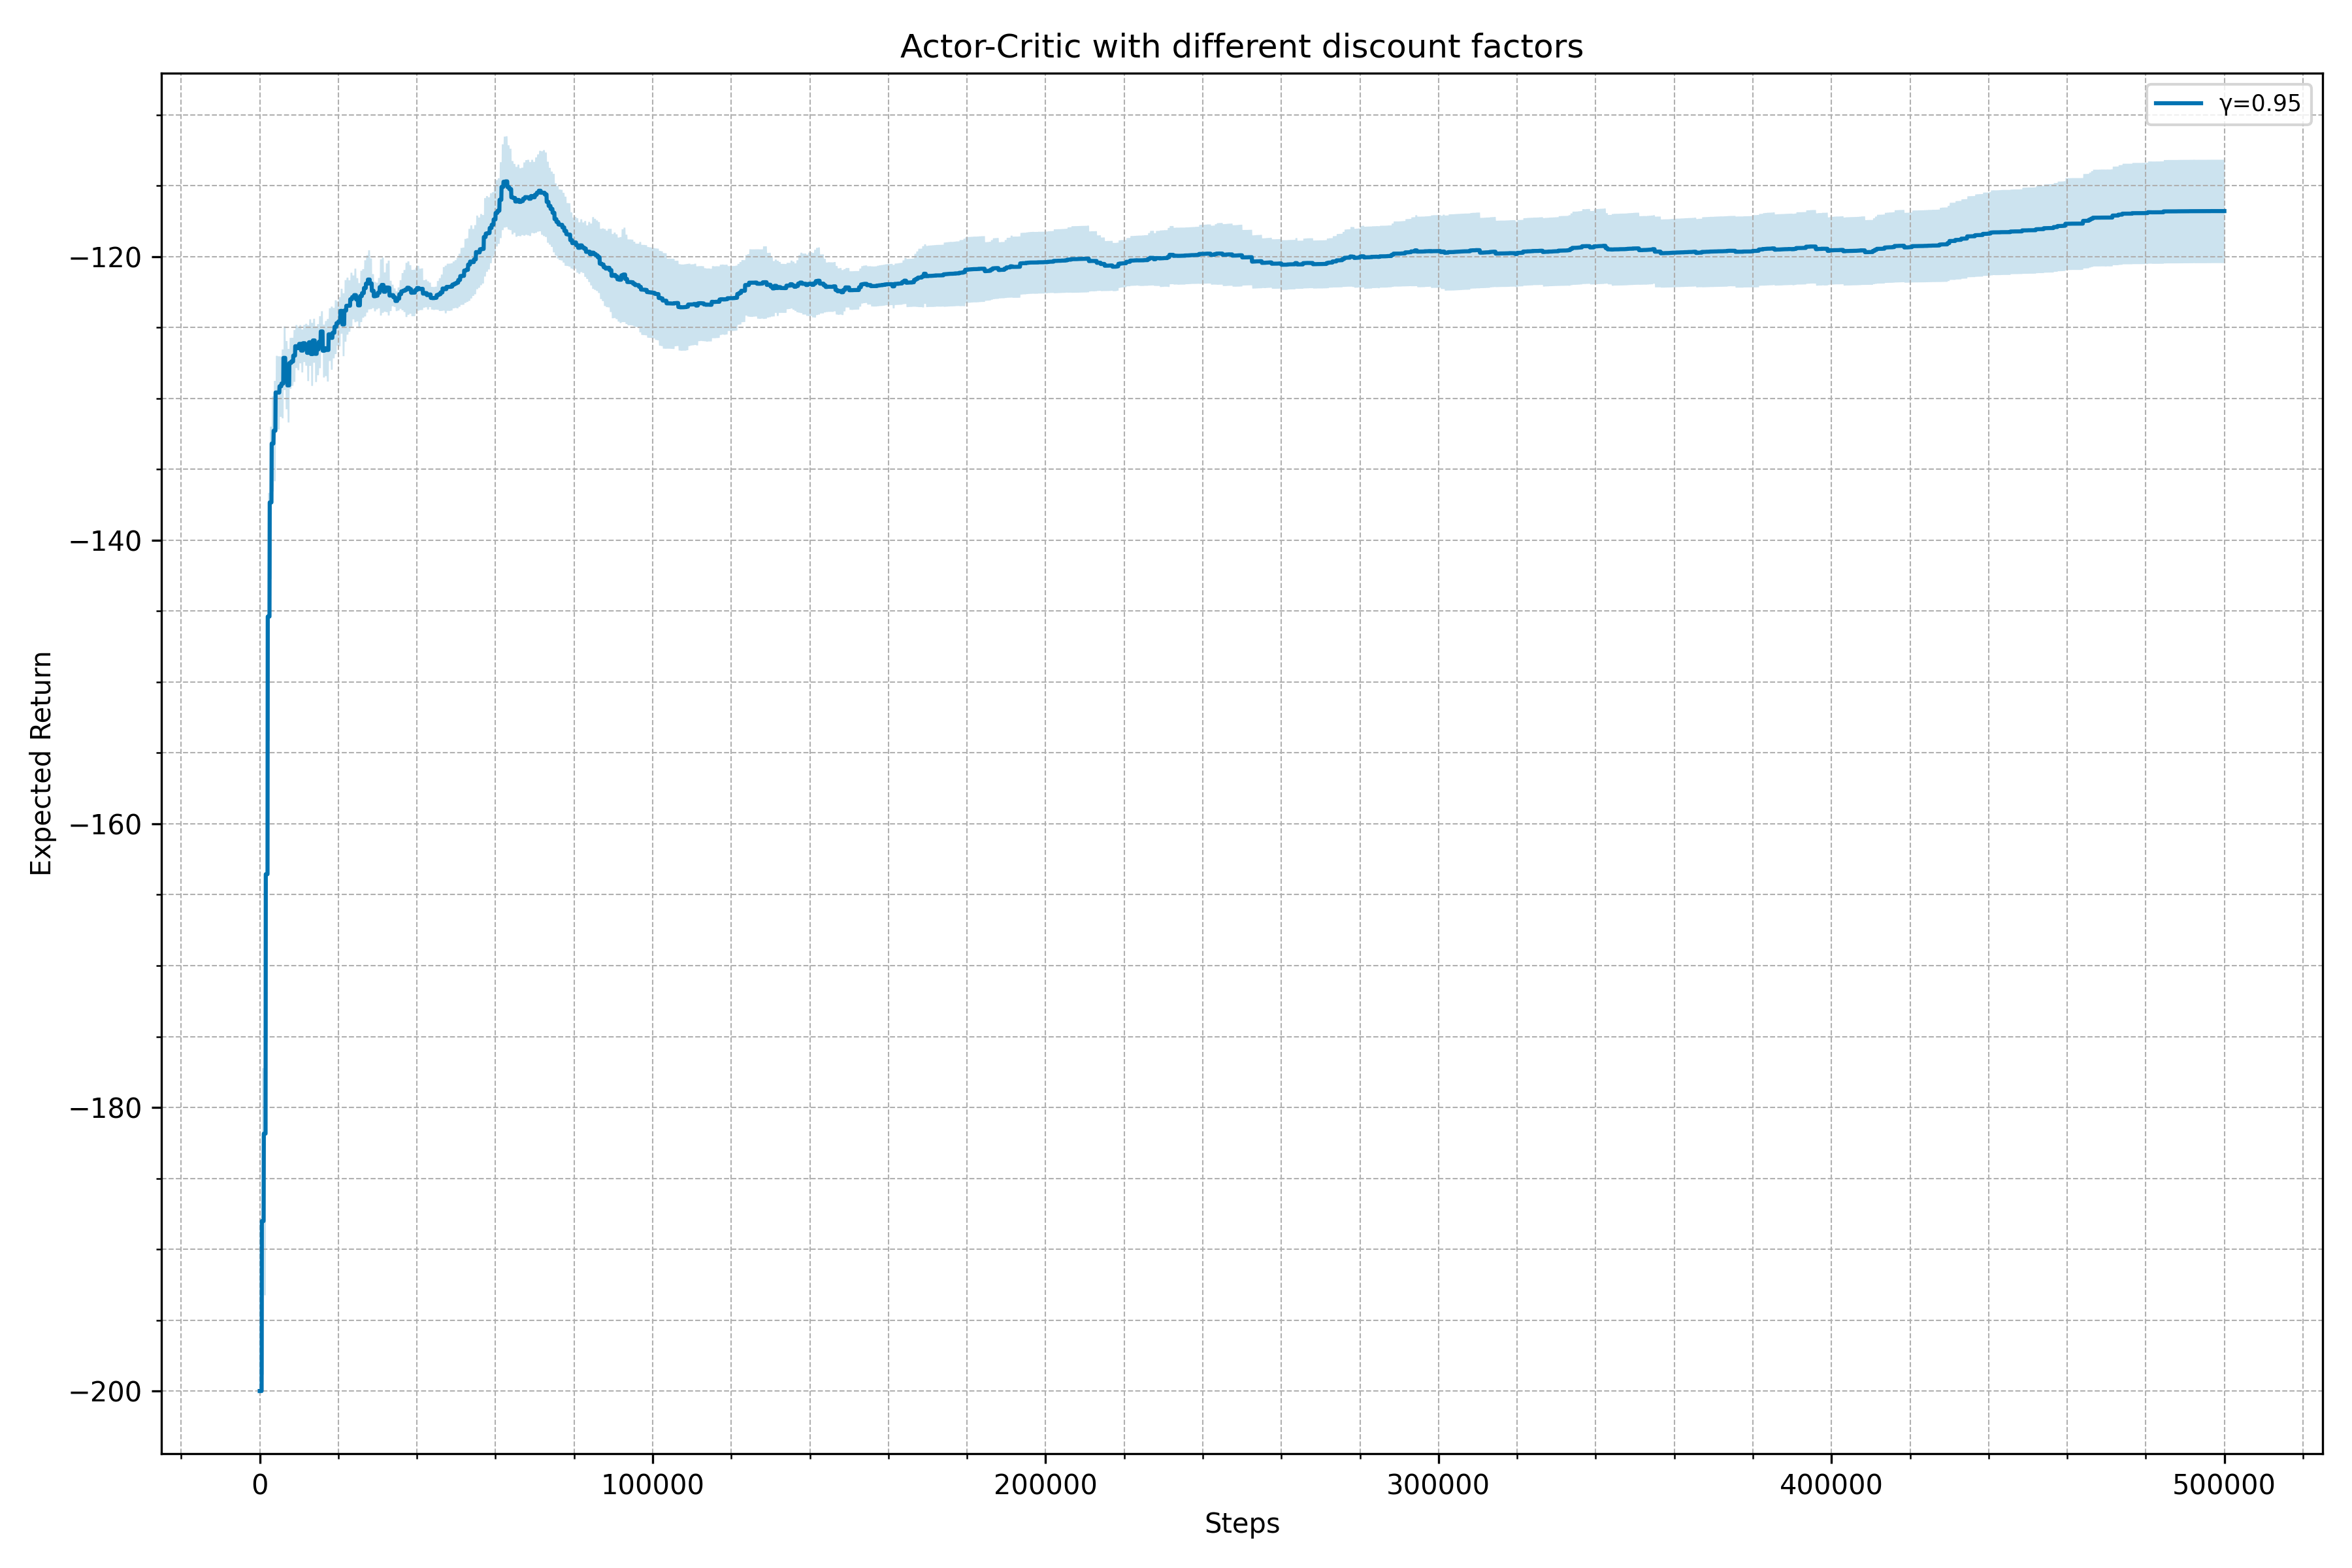 Actor-Critic with different discount factors
γ=0.95
Expected Return
−120
−140
−160
−180
−200
0
100000
200000
300000
400000
500000
Steps